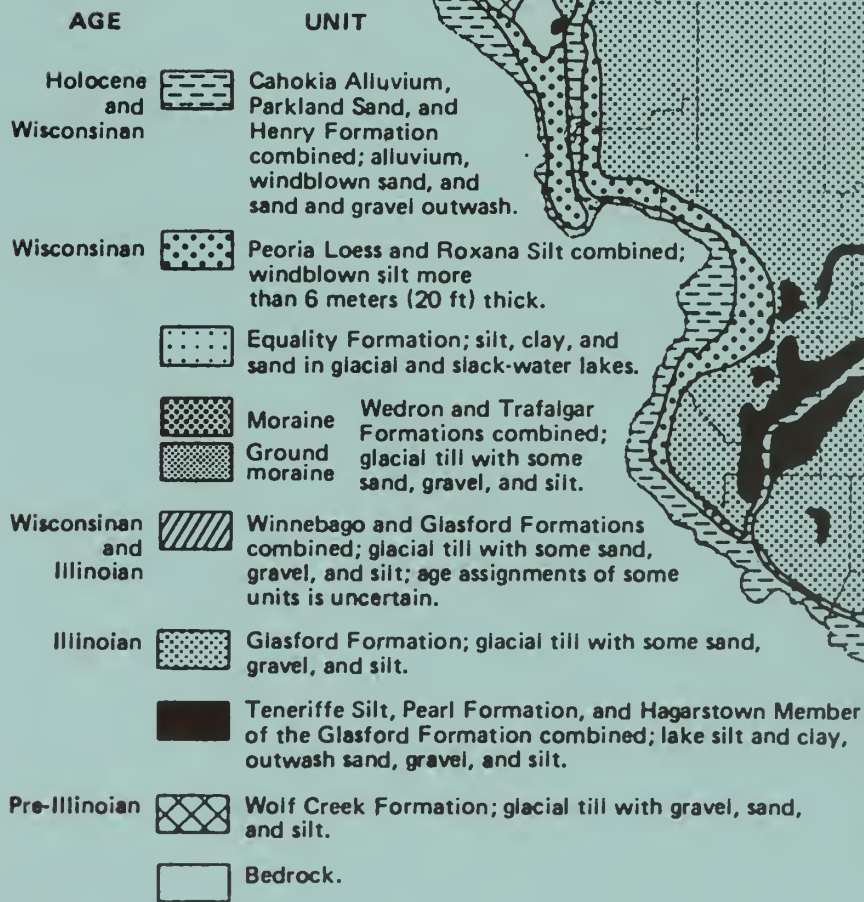 AGE UNIT
Holocene and Wisconsinan
Cahokia Alluvium,
Parkland Sand, and
Henry Formation
combined; alluvium,
windblown sand, and
sand and gravel outwash.
Wisconsinan
Peoria Loess and Roxana Silt combined;
windblown silt more
than 6 meters (20 ft) thick.
Equality Formation; silt, clay, and
sand in glacial and slack-water lakes.
Moraine
Ground
moraine
Wedron and Trafalgar
Formations combined;
glacial till with some
sand, gravel, and silt.
Wisconsinan
and
Illinoian
Winnebago and Glasford Formations
combined; glacial till with some sand,
gravel, and silt; age assignments of some
units is uncertain.
Illinoian
Glasford Formation; glacial till with some sand,
gravel, and silt.
Teneriffe Silt, Pearl Formation, and Hagarstown Member
of the Glasford Formation combined; lake silt and clay,
outwash sand, gravel, and silt.
Pre-Illinoian
Wolf Creek Formation; glacial till with gravel, sand,
and silt.
Bedrock.